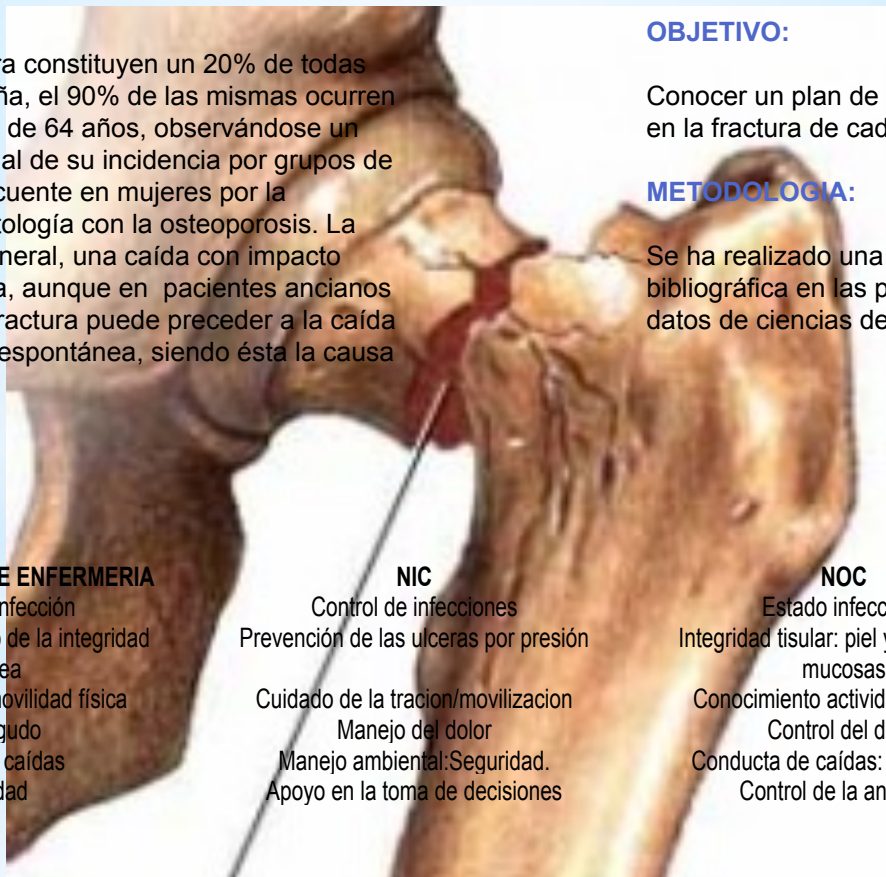 ra constituyen un 20% de todas
ña, el 90% de las mismas ocurren
de 64 años, observándose un
al de su incidencia por grupos de
cuente en mujeres por la
tología con la osteoporosis. La
neral, una caída con impacto
a, aunque en pacientes ancianos
ractura puede preceder a la caída
espontánea, siendo ésta la causa
OBJETIVO:
Conocer un plan de
en la fractura de cad
METODOLOGIA:
Se ha realizado una
bibliográfica en las p
datos de ciencias de
E ENFERMERIA
nfección
o de la integridad
ea
ovilidad física
gudo
caídas
dad
NIC
Control de infecciones
Prevención de las ulceras por presión
Cuidado de la tracion/movilizacion
Manejo del dolor
Manejo ambiental:Seguridad.
Apoyo en la toma de decisiones
NOC
Estado infecc
Integridad tisular: piel y
mucosas
Conocimiento activid
Control del d
Conducta de caídas:
Control de la an